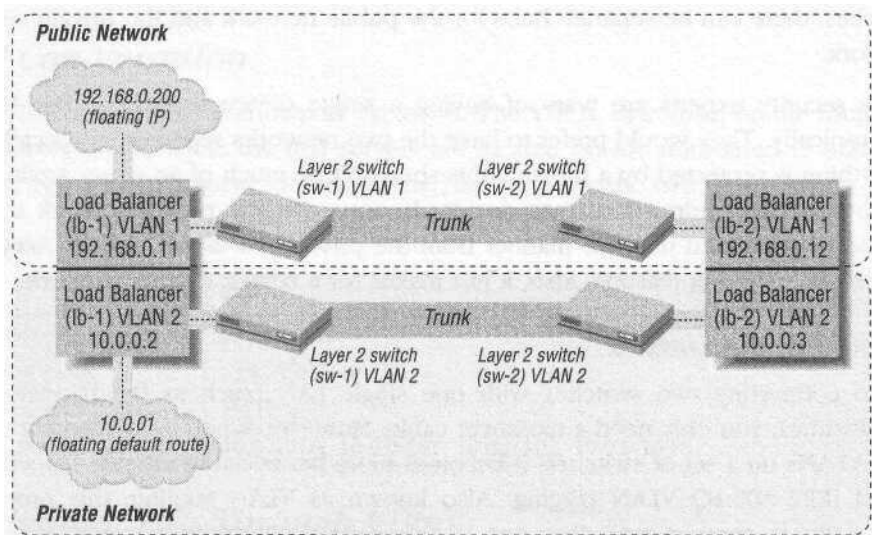 Public Network
192.168.0.200
(floating IP)
Layer 2 switch
(sw-1) VLAN 1
Layer 2 switch
(sw-2) VLAN 1
Load Balancer
(lb-1) VLAN 1
192.168.0.11
Trunk
Load Balancer
(lb-2) VLAN 1
192.168.0.12
Load Balancer
(lb-1) VLAN 2
10.0.0.2
Trunk
Load Balancer
(lb-2) VLAN 2
10.0.0.3
Layer 2 switch
(sw-1) VLAN 2
Layer 2 switch
(sw-2) VLAN 2
10.0.01
(floating default route)
Private Network